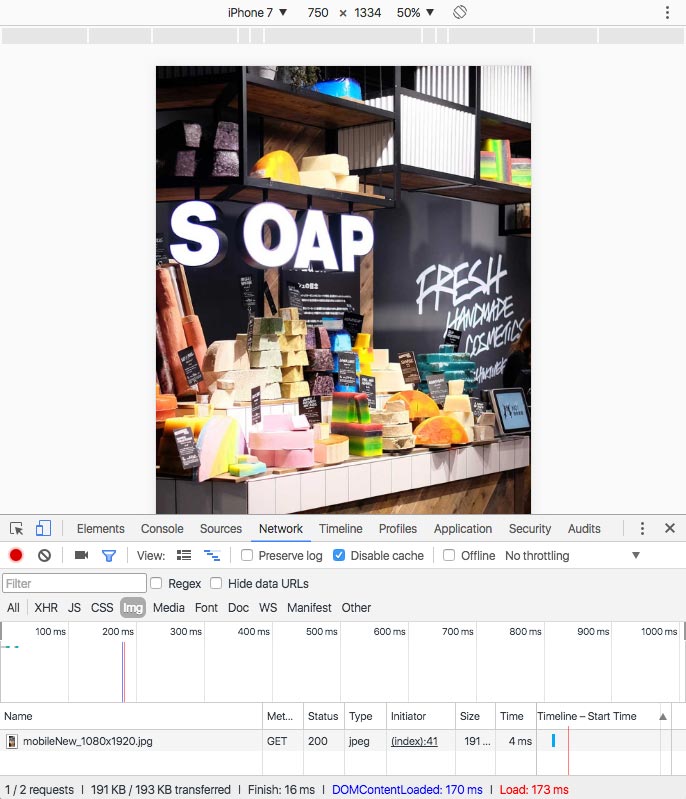 iPhone 7 ▼ 750 × 1334 50% ▼
S OAP
FRESH
HANDMADE
COSMETICS
Elements Console Sources Network Timeline Profiles Application Security Audits
View: Preserve log Disable cache Offline No throttling ▼
Filter Regex Hide data URLs
All XHR JS CSS Img Media Font Doc WS Manifest Other
100 ms 200 ms 300 ms 400 ms 500 ms 600 ms 700 ms 800 ms 900 ms 1000 ms
Name Met... Status Type Initiator Size Time Timeline – Start Time ▲
mobileNew_1080x1920.jpg GET 200 jpeg (index):41 191 ... 4 ms
1 / 2 requests | 191 KB / 193 KB transferred | Finish: 16 ms | DOMContentLoaded: 170 ms | Load: 173 ms